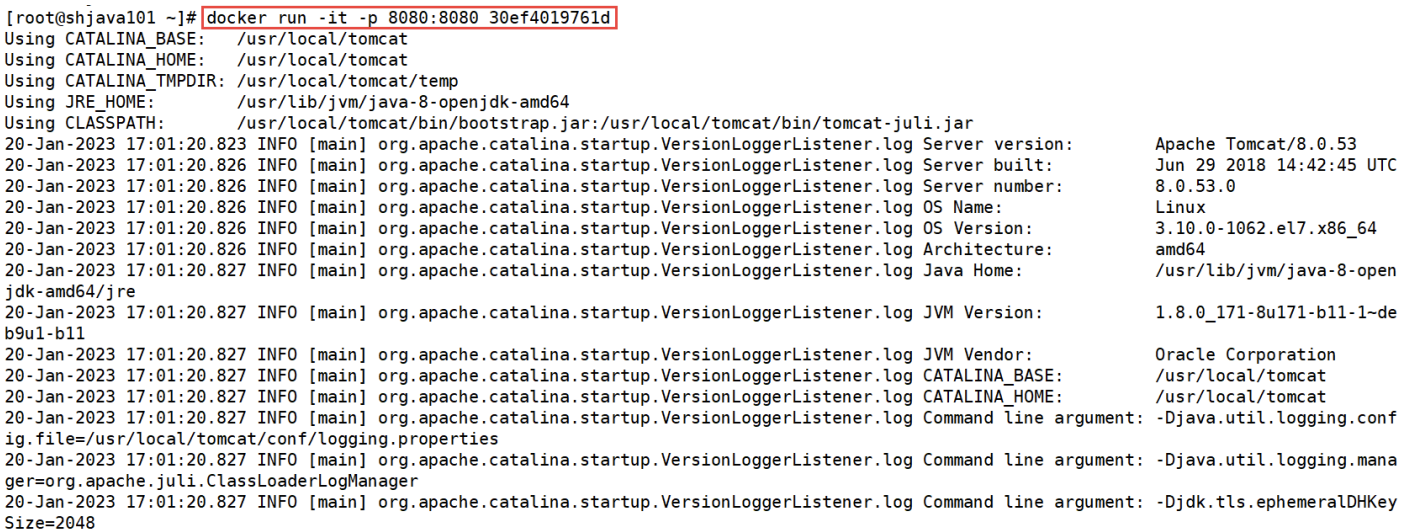 [root@shjava101 ~]# docker run -it -p 8080:8080 30ef4019761d
Using CATALINA_BASE:   /usr/local/tomcat
Using CATALINA_HOME:   /usr/local/tomcat
Using CATALINA_TMPDIR: /usr/local/tomcat/temp
Using JRE_HOME:        /usr/lib/jvm/java-8-openjdk-amd64
Using CLASSPATH:       /usr/local/tomcat/bin/bootstrap.jar:/usr/local/tomcat/bin/tomcat-juli.jar
20-Jan-2023 17:01:20.823 INFO [main] org.apache.catalina.startup.VersionLoggerListener.log Server version:        Apache Tomcat/8.0.53
20-Jan-2023 17:01:20.826 INFO [main] org.apache.catalina.startup.VersionLoggerListener.log Server built:          Jun 29 2018 14:42:45 UTC
20-Jan-2023 17:01:20.826 INFO [main] org.apache.catalina.startup.VersionLoggerListener.log Server number:         8.0.53.0
20-Jan-2023 17:01:20.826 INFO [main] org.apache.catalina.startup.VersionLoggerListener.log OS Name:               Linux
20-Jan-2023 17:01:20.826 INFO [main] org.apache.catalina.startup.VersionLoggerListener.log OS Version:            3.10.0-1062.el7.x86_64
20-Jan-2023 17:01:20.826 INFO [main] org.apache.catalina.startup.VersionLoggerListener.log Architecture:          amd64
20-Jan-2023 17:01:20.827 INFO [main] org.apache.catalina.startup.VersionLoggerListener.log Java Home:             /usr/lib/jvm/java-8-open
jdk-amd64/jre
20-Jan-2023 17:01:20.827 INFO [main] org.apache.catalina.startup.VersionLoggerListener.log JVM Version:           1.8.0_171-8u171-b11-1~de
b9u1-b11
20-Jan-2023 17:01:20.827 INFO [main] org.apache.catalina.startup.VersionLoggerListener.log JVM Vendor:            Oracle Corporation
20-Jan-2023 17:01:20.827 INFO [main] org.apache.catalina.startup.VersionLoggerListener.log CATALINA_BASE:         /usr/local/tomcat
20-Jan-2023 17:01:20.827 INFO [main] org.apache.catalina.startup.VersionLoggerListener.log CATALINA_HOME:         /usr/local/tomcat
20-Jan-2023 17:01:20.827 INFO [main] org.apache.catalina.startup.VersionLoggerListener.log Command line argument: -Djava.util.logging.conf
ig.file=/usr/local/tomcat/conf/logging.properties
20-Jan-2023 17:01:20.827 INFO [main] org.apache.catalina.startup.VersionLoggerListener.log Command line argument: -Djava.util.logging.mana
ger=org.apache.juli.ClassLoaderLogManager
20-Jan-2023 17:01:20.827 INFO [main] org.apache.catalina.startup.VersionLoggerListener.log Command line argument: -Djdk.tls.ephemeralDHKey
Size=2048